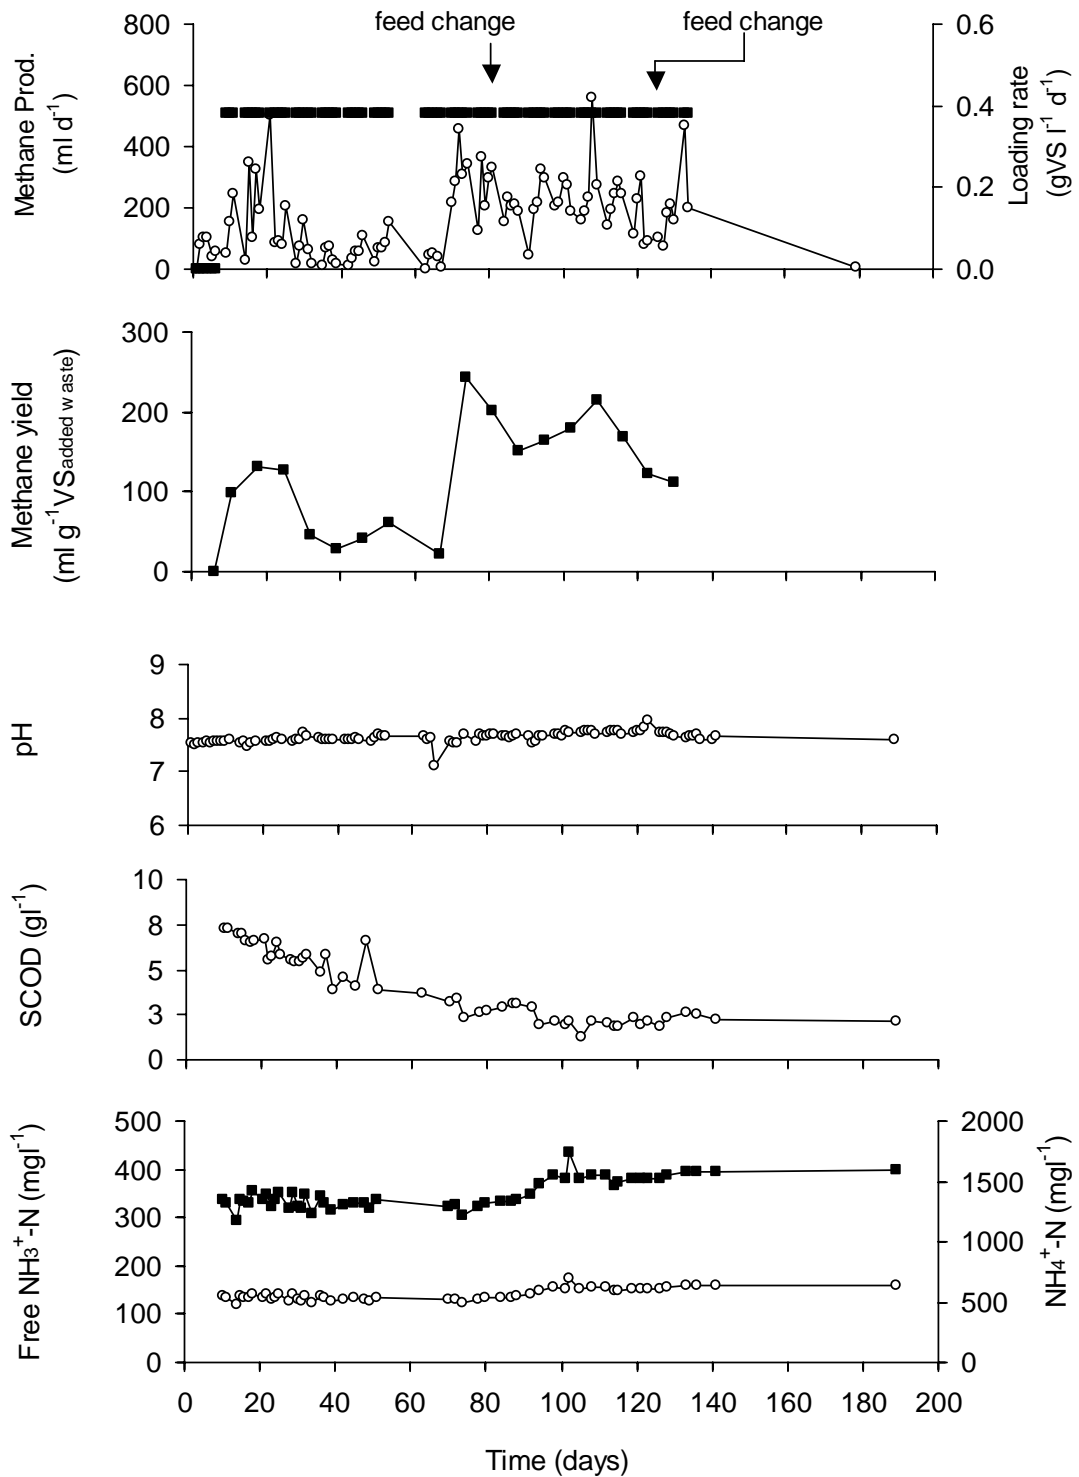 feed change
feed change
Methane Prod.
(ml d⁻¹)
800
600
400
200
0
0.6
0.4
0.2
0.0
Loading rate
(gVS l⁻¹ d⁻¹)
Methane yield
(ml g⁻¹VSadded waste)
300
200
100
0
pH
9
8
7
6
SCOD (gl⁻¹)
10
8
5
3
0
Free NH₃⁺-N (mgl⁻¹)
500
400
300
200
100
0
2000
1500
1000
500
0
NH₄⁺-N (mgl⁻¹)
0 20 40 60 80 100 120 140 160 180 200
Time (days)